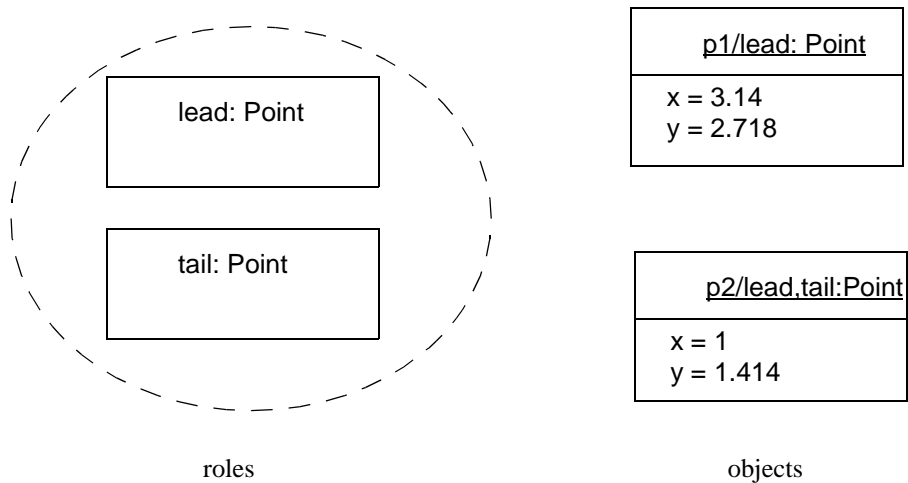 lead: Point
tail: Point
roles
p1/lead: Point
x = 3.14
y = 2.718
p2/lead,tail:Point
x = 1
y = 1.414
objects